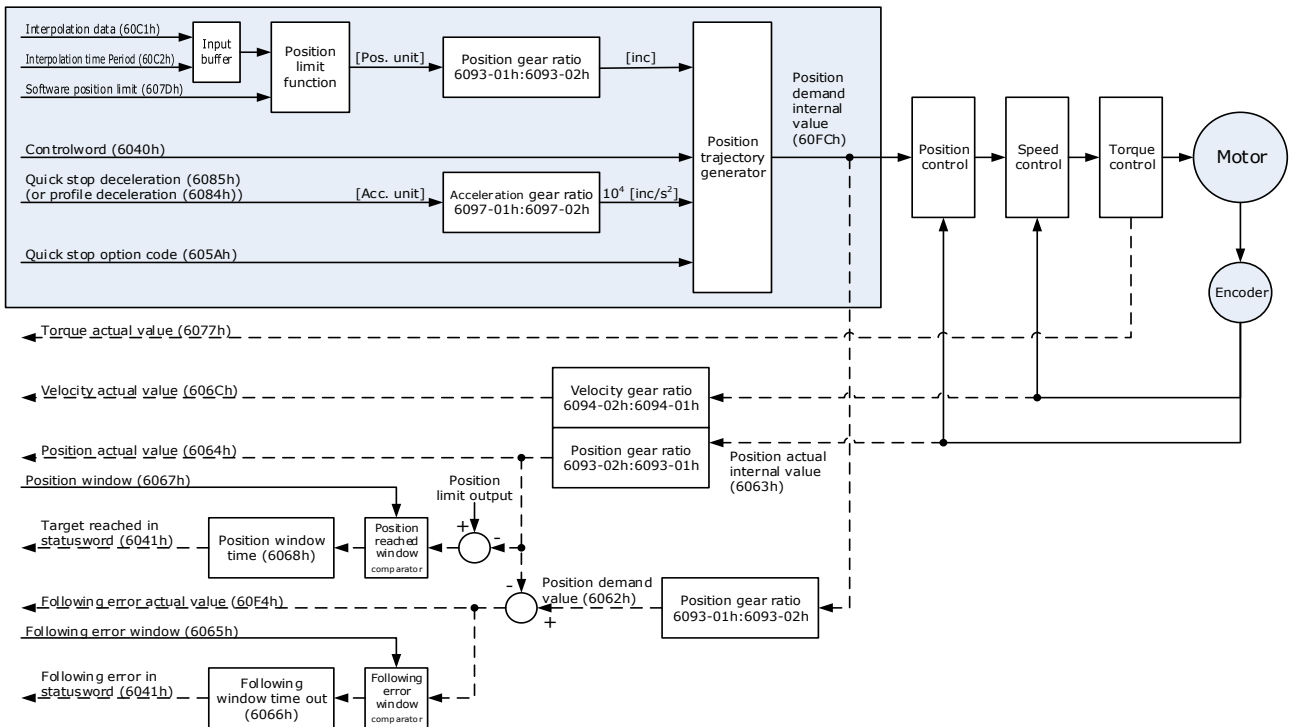 Interpolation data (60C1h)
Interpolation time Period (60C2h)
Software position limit (607Dh)
Input
buffer
Position
limit
function
[Pos. unit]
Position gear ratio
6093-01h:6093-02h
[inc]
Controlword (6040h)
Quick stop deceleration (6085h)
(or profile deceleration (6084h))
[Acc. unit]
Acceleration gear ratio
6097-01h:6097-02h
10⁴ [inc/s²]
Quick stop option code (605Ah)
Position
trajectory
generator
Position
demand
internal
value
(60FCh)
Position
control
Speed
control
Torque
control
Motor
Encoder
Torque actual value (6077h)
Velocity actual value (606Ch)
Velocity gear ratio
6094-02h:6094-01h
Position actual value (6064h)
Position gear ratio
6093-02h:6093-01h
Position actual
internal value
(6063h)
Position window (6067h)
Position
limit output
+
-
Target reached in
statusword (6041h)
Position window
time (6068h)
Position
reached
window
comparator
Following error actual value (60F4h)
-
+
Position demand
value (6062h)
Position gear ratio
6093-01h:6093-02h
Following error window (6065h)
Following error in
statusword (6041h)
Following
window time out
(6066h)
Following
error
window
comparator